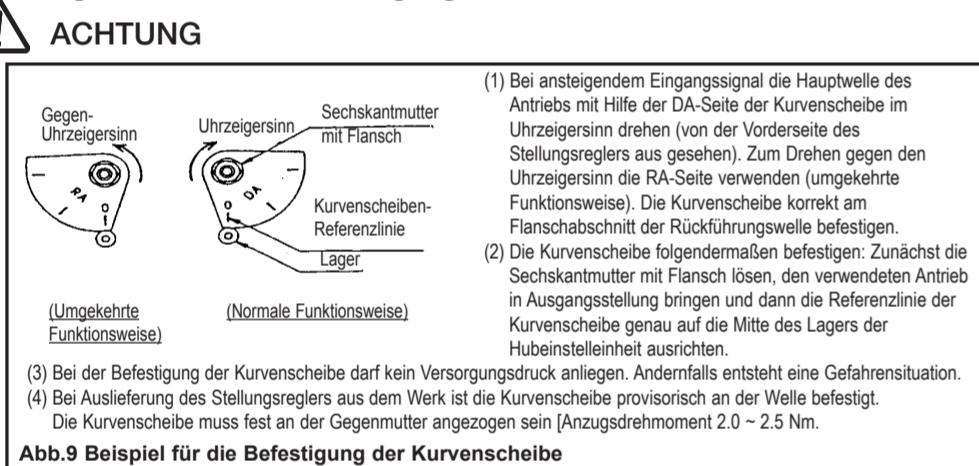 ACHTUNG
Gegen-
Uhrzeigersinn
Uhrzeigersinn
Sechskantmutter
mit Flansch
RA
0
DA
0
Kurvenscheiben-
Referenzlinie
Lager
(Umgekehrte
Funktionsweise)
(Normale Funktionsweise)
(1) Bei ansteigendem Eingangssignal die Hauptwelle des
Antriebs mit Hilfe der DA-Seite der Kurvenscheibe im
Uhrzeigersinn drehen (von der Vorderseite des
Stellungsreglers aus gesehen). Zum Drehen gegen den
Uhrzeigersinn die RA-Seite verwenden (umgekehrte
Funktionsweise). Die Kurvenscheibe korrekt am
Flanschabschnitt der Rückführungswelle befestigen.
(2) Die Kurvenscheibe folgendermaßen befestigen: Zunächst die
Sechskantmutter mit Flansch lösen, den verwendeten Antrieb
in Ausgangsstellung bringen und dann die Referenzlinie der
Kurvenscheibe genau auf die Mitte des Lagers der
Hubeinstelleinheit ausrichten.
(3) Bei der Befestigung der Kurvenscheibe darf kein Versorgungsdruck anliegen. Andernfalls entsteht eine Gefahrensituation.
(4) Bei Auslieferung des Stellungsreglers aus dem Werk ist die Kurvenscheibe provisorisch an der Welle befestigt.
Die Kurvenscheibe muss fest an der Gegenmutter angezogen sein [Anzugsdrehmoment 2.0 ~ 2.5 Nm.
Abb.9 Beispiel für die Befestigung der Kurvenscheibe